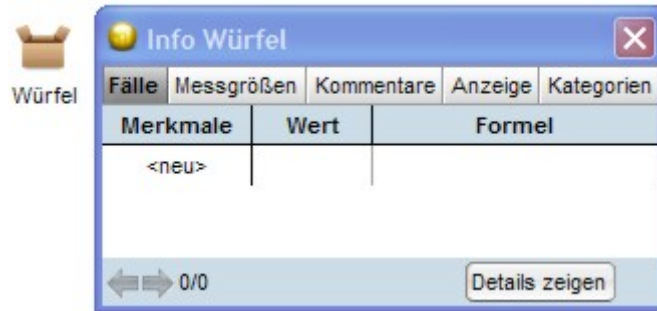 Würfel
Info Würfel
Fälle Messgrößen Kommentare Anzeige Kategorien
Merkmale Wert Formel
<neu>
0/0 Details zeigen